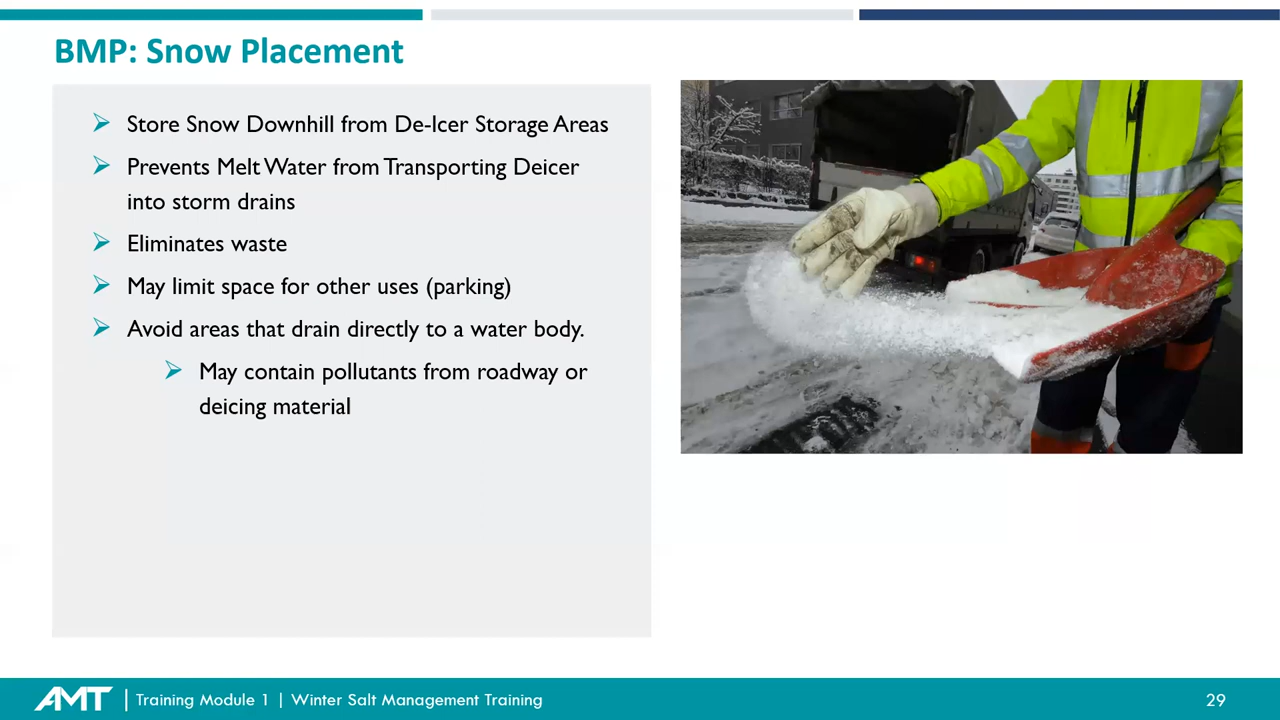 BMP: Snow Placement
Store Snow Downhill from De-Icer Storage Areas
Prevents Melt Water from Transporting Deicer
into storm drains
Eliminates waste
May limit space for other uses (parking)
Avoid areas that drain directly to a water body.
May contain pollutants from roadway or
deicing material
AMT | Training Module 1 | Winter Salt Management Training 29